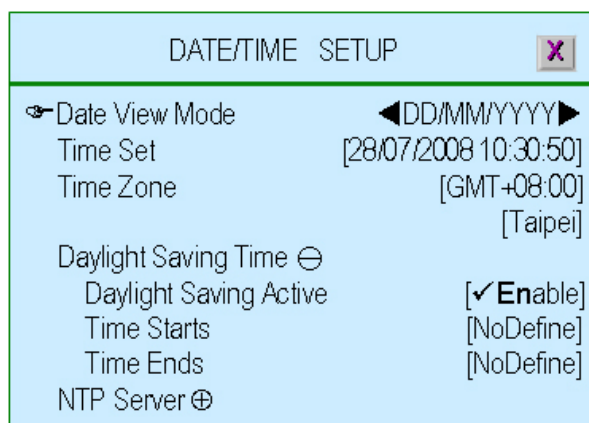 DATE/TIME SETUP X
Date View Mode ◀DD/MM/YYYY▶
Time Set [28/07/2008 10:30:50]
Time Zone [GMT+08:00]
[Taipei]
Daylight Saving Time ⊖
Daylight Saving Active [✓Enable]
Time Starts [NoDefine]
Time Ends [NoDefine]
NTP Server ⊕